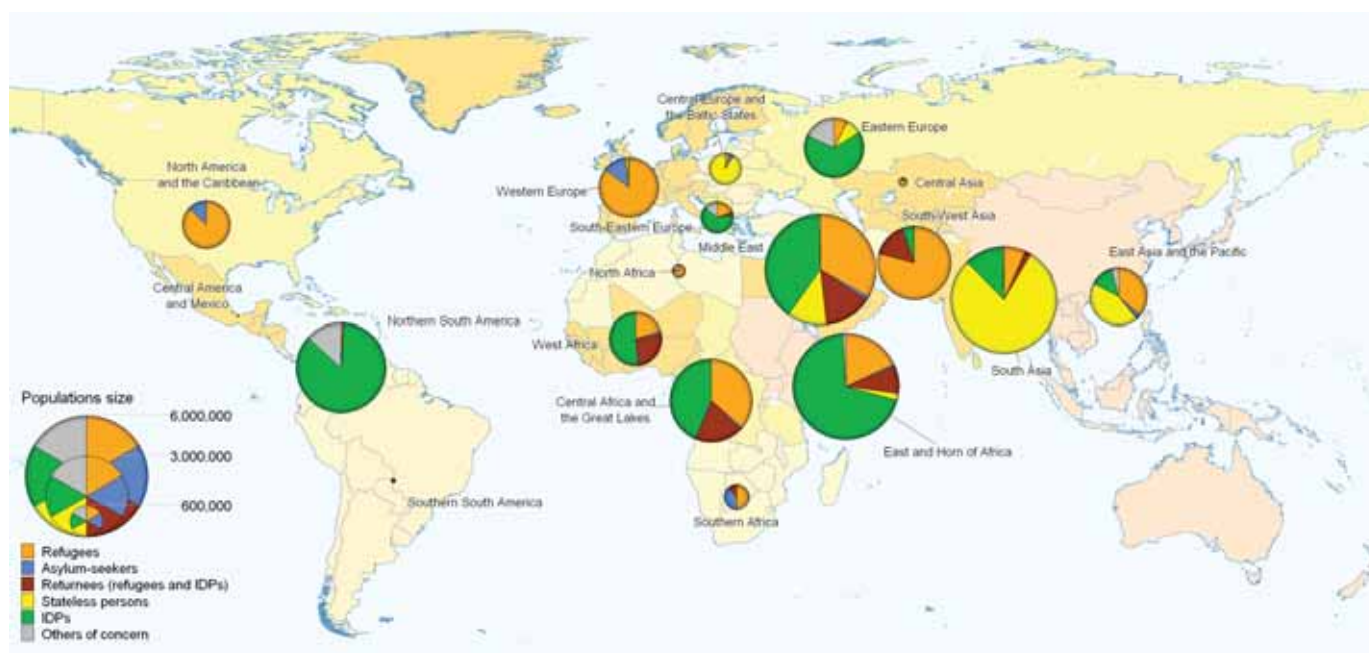 Central Europe and
the Baltic States
Eastern Europe
North America
and the Caribbean
Western Europe
Central Asia
South-Eastern Europe
South-West Asia
Middle East
East Asia and the Pacific
North Africa
Central America
and Mexico
Northern South America
West Africa
South Asia
Central Africa and
the Great Lakes
East and Horn of Africa
Southern South America
Southern Africa
Populations size
6,000,000
3,000,000
600,000
Refugees
Asylum-seekers
Returnees (refugees and IDPs)
Stateless persons
IDPs
Others of concern